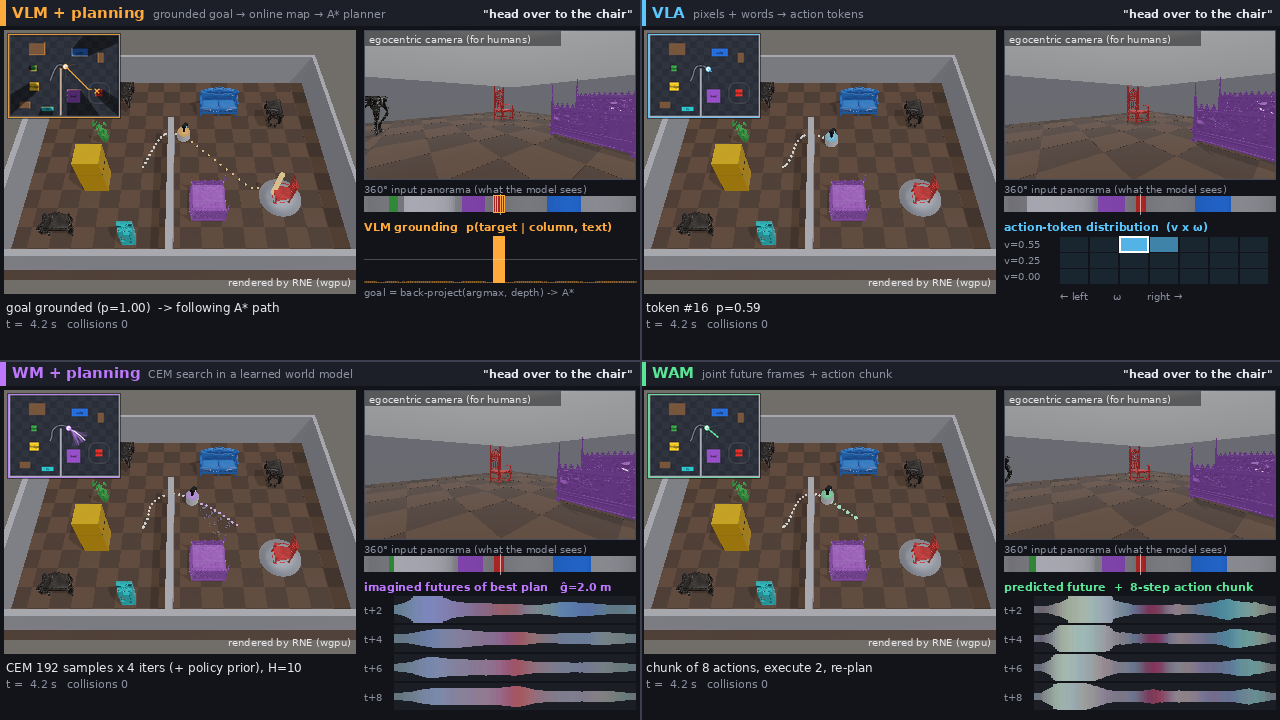 VLM + planning grounded goal → online map → A* planner "head over to the chair"
egocentric camera (for humans)
360° input panorama (what the model sees)
VLM grounding p(target | column, text)
goal = back-project(argmax, depth) -> A*
rendered by RNE (wgpu)
goal grounded (p=1.00) -> following A* path
t = 4.2 s collisions 0
VLA pixels + words → action tokens "head over to the chair"
egocentric camera (for humans)
360° input panorama (what the model sees)
action-token distribution (v x ω)
v=0.55
v=0.25
v=0.00
← left ω right →
rendered by RNE (wgpu)
token #16 p=0.59
t = 4.2 s collisions 0
WM + planning CEM search in a learned world model "head over to the chair"
egocentric camera (for humans)
360° input panorama (what the model sees)
imagined futures of best plan ĝ=2.0 m
t+2
t+4
t+6
t+8
rendered by RNE (wgpu)
CEM 192 samples x 4 iters (+ policy prior), H=10
t = 4.2 s collisions 0
WAM joint future frames + action chunk "head over to the chair"
egocentric camera (for humans)
360° input panorama (what the model sees)
predicted future + 8-step action chunk
t+2
t+4
t+6
t+8
rendered by RNE (wgpu)
chunk of 8 actions, execute 2, re-plan
t = 4.2 s collisions 0